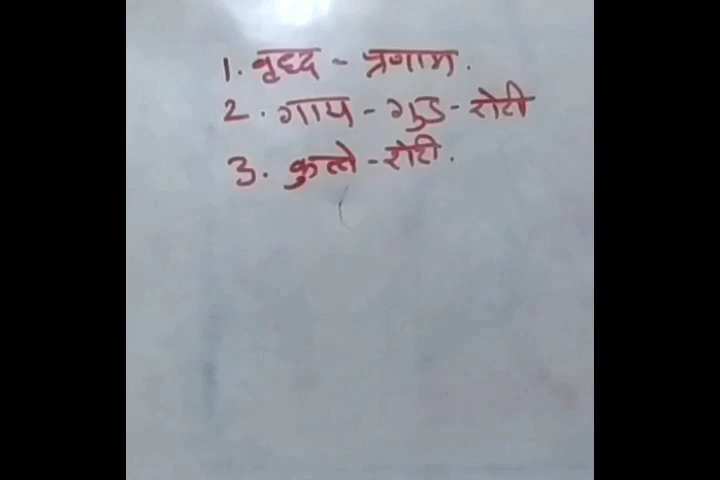 1. वृद्द - प्रणाम.
2. गाय - गुड - रोटी
3. कुत्ते - रोटी.